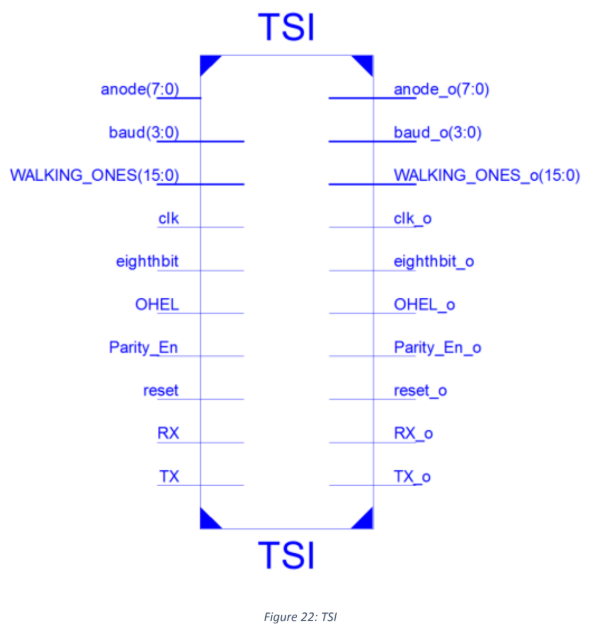 TSI
anode(7:0) anode_o(7:0)
baud(3:0) baud_o(3:0)
WALKING_ONES(15:0) WALKING_ONES_o(15:0)
clk clk_o
eighthbit eighthbit_o
OHEL OHEL_o
Parity_En Parity_En_o
reset reset_o
RX RX_o
TX TX_o
TSI
Figure 22: TSI